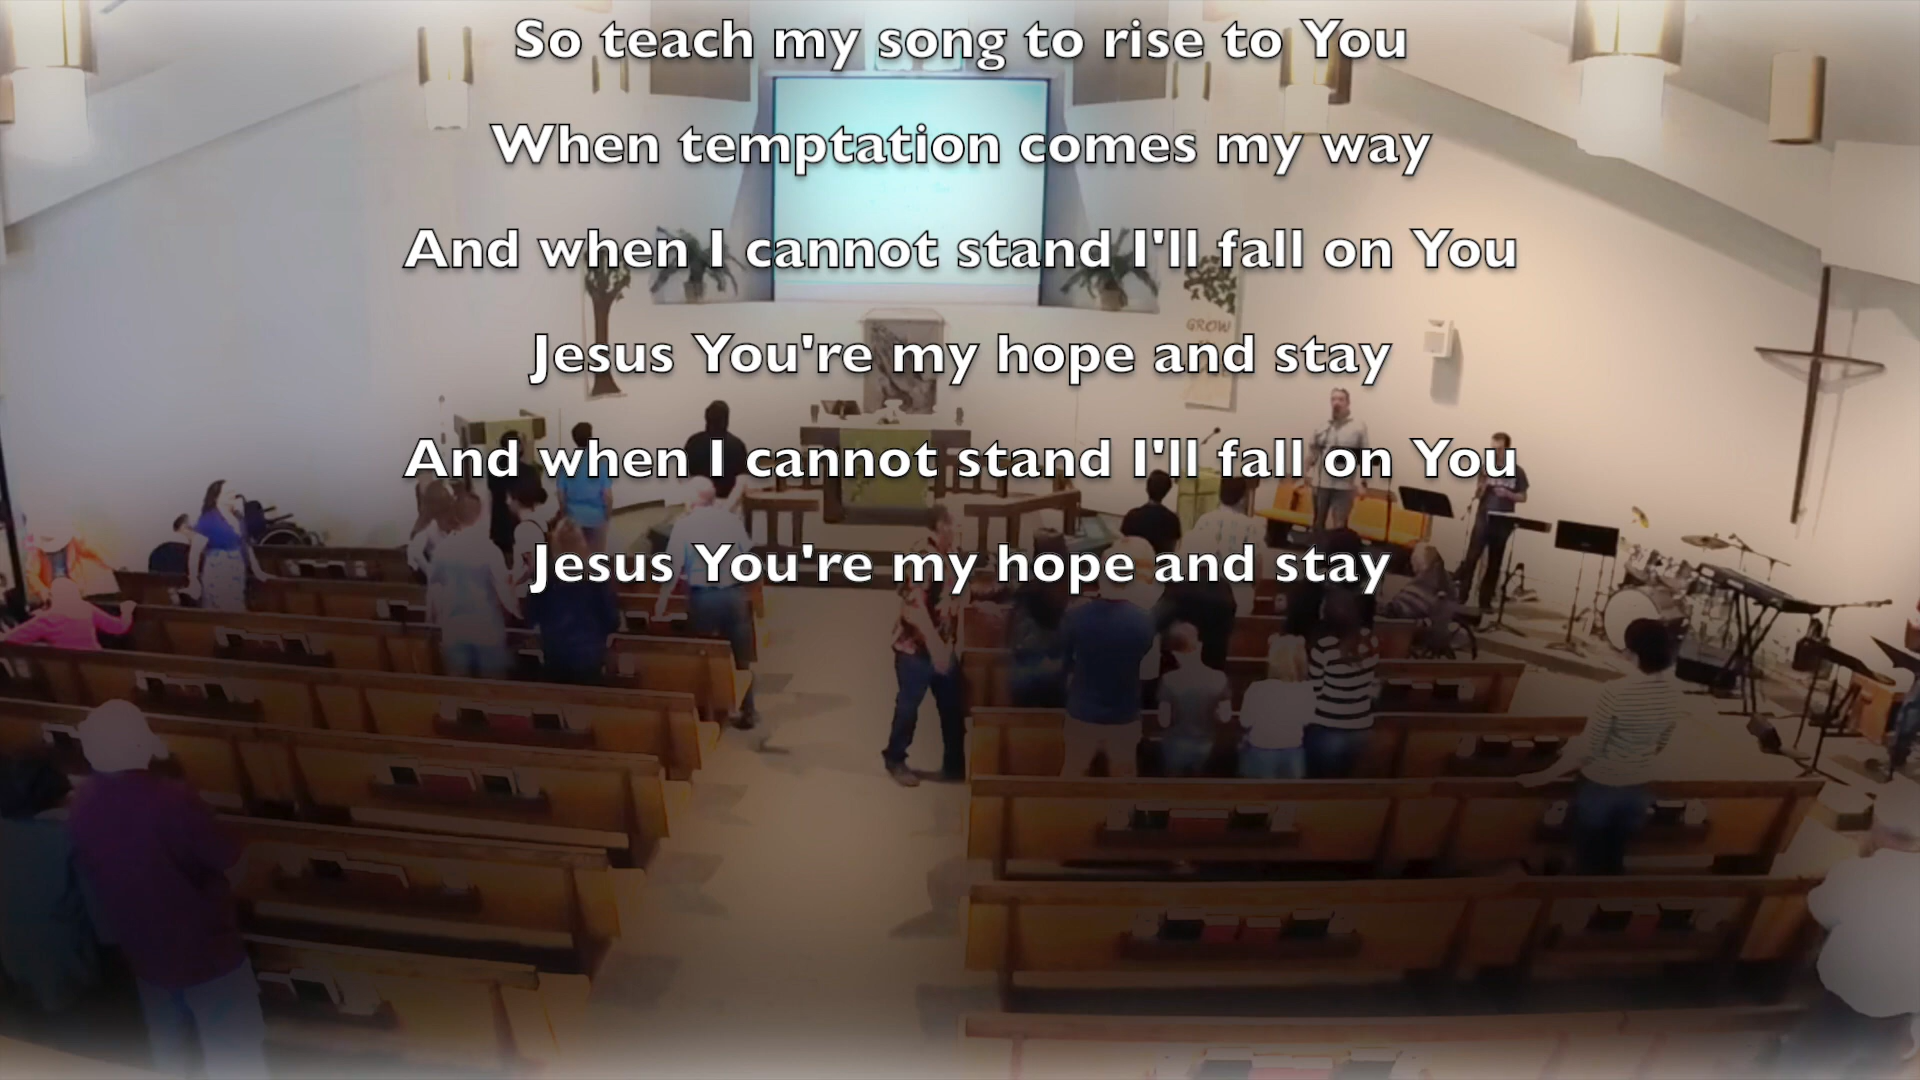 So teach my song to rise to You
When temptation comes my way
And when I cannot stand I'll fall on You
Jesus You're my hope and stay
GROW
And when I cannot stand I'll fall on You
Jesus You're my hope and stay